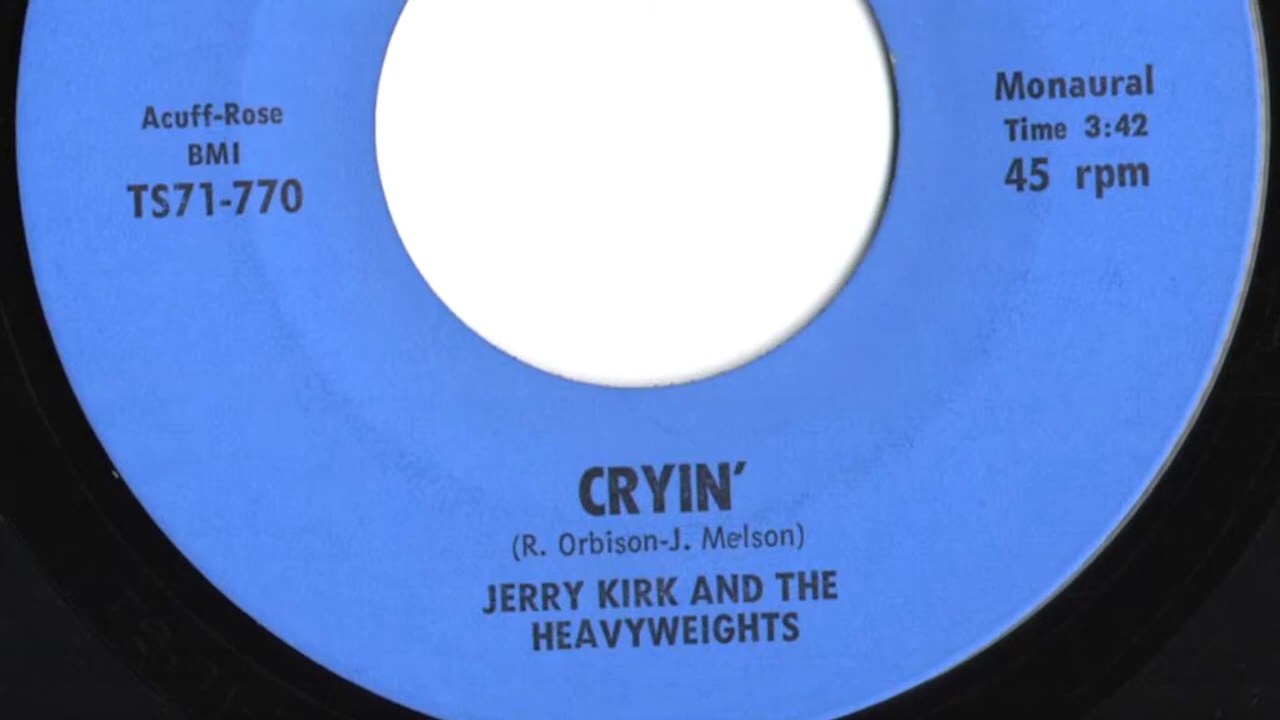 Acuff-Rose
BMI
TS71-770
Monaural
Time 3:42
45 rpm
CRYIN'
(R. Orbison-J. Melson)
JERRY KIRK AND THE
HEAVYWEIGHTS